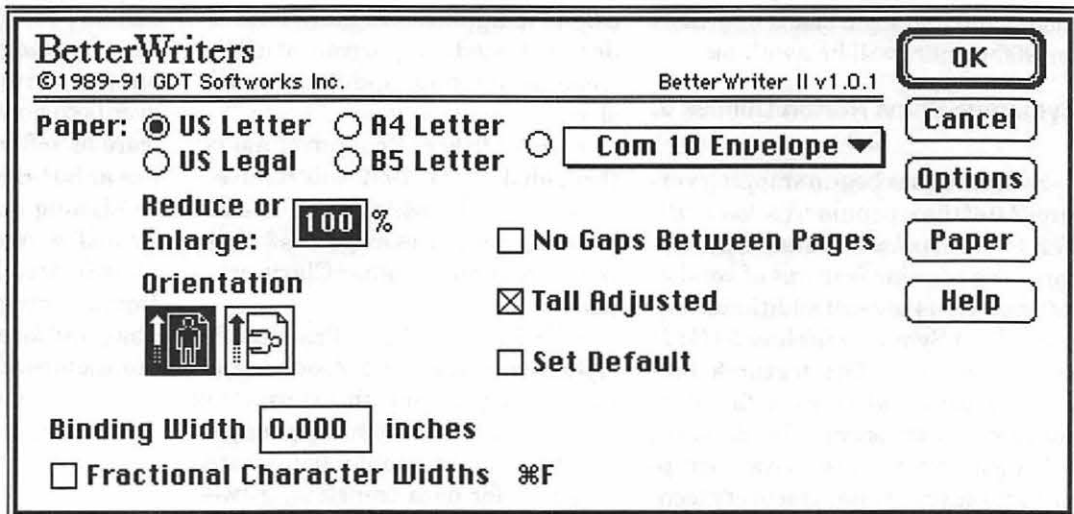 BetterWriters
©1989-91 GDT Softworks Inc.
BetterWriter II v1.0.1
OK
Paper: US Letter A4 Letter
US Legal B5 Letter
Com 10 Envelope
Cancel
Options
Reduce or
Enlarge: 100 %
No Gaps Between Pages
Paper
Orientation
Tall Adjusted
Help
Set Default
Binding Width 0.000 inches
Fractional Character Widths ⌘F